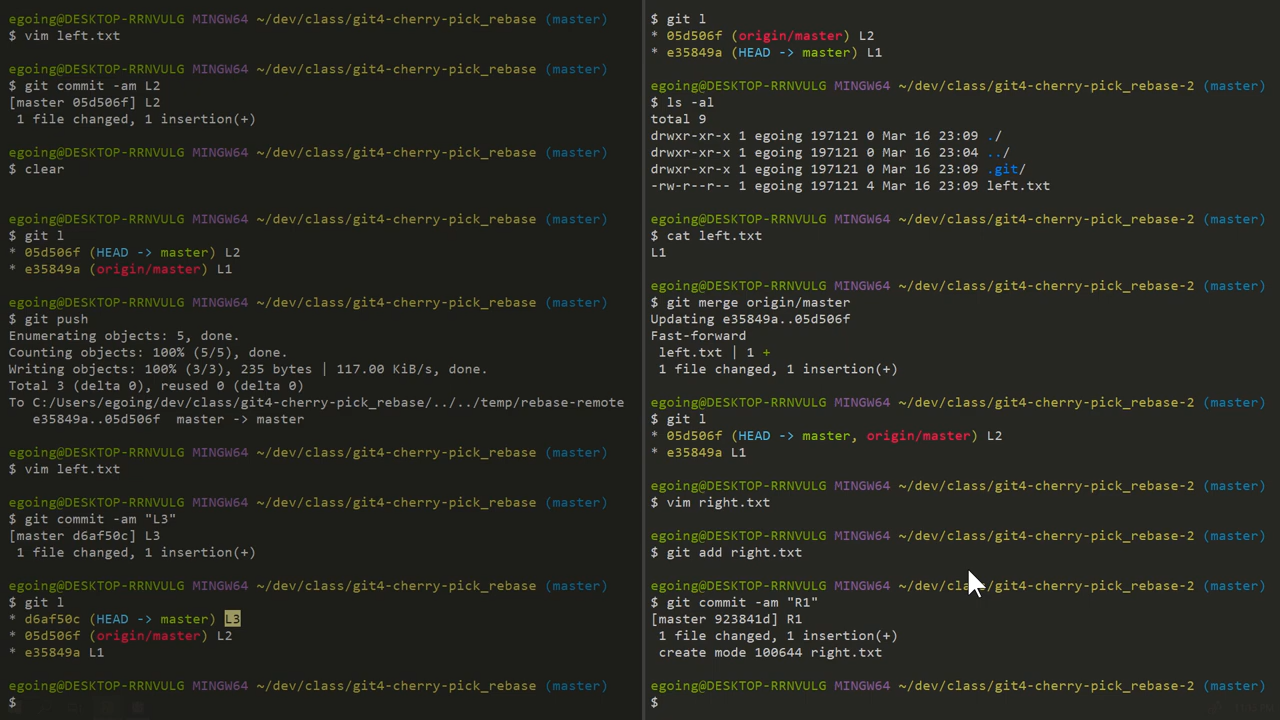 egoing@DESKTOP-RRNVULG MINGW64 ~/dev/class/git4-cherry-pick_rebase (master)
$ vim left.txt
egoing@DESKTOP-RRNVULG MINGW64 ~/dev/class/git4-cherry-pick_rebase (master)
$ git commit -am L2
[master 05d506f] L2
 1 file changed, 1 insertion(+)
egoing@DESKTOP-RRNVULG MINGW64 ~/dev/class/git4-cherry-pick_rebase (master)
$ clear
egoing@DESKTOP-RRNVULG MINGW64 ~/dev/class/git4-cherry-pick_rebase (master)
$ git l
* 05d506f (HEAD -> master) L2
* e35849a (origin/master) L1
egoing@DESKTOP-RRNVULG MINGW64 ~/dev/class/git4-cherry-pick_rebase (master)
$ git push
Enumerating objects: 5, done.
Counting objects: 100% (5/5), done.
Writing objects: 100% (3/3), 235 bytes | 117.00 KiB/s, done.
Total 3 (delta 0), reused 0 (delta 0)
To C:/Users/egoing/dev/class/git4-cherry-pick_rebase/../../temp/rebase-remote
   e35849a..05d506f  master -> master
egoing@DESKTOP-RRNVULG MINGW64 ~/dev/class/git4-cherry-pick_rebase (master)
$ vim left.txt
egoing@DESKTOP-RRNVULG MINGW64 ~/dev/class/git4-cherry-pick_rebase (master)
$ git commit -am "L3"
[master d6af50c] L3
 1 file changed, 1 insertion(+)
egoing@DESKTOP-RRNVULG MINGW64 ~/dev/class/git4-cherry-pick_rebase (master)
$ git l
* d6af50c (HEAD -> master) L3
* 05d506f (origin/master) L2
* e35849a L1
egoing@DESKTOP-RRNVULG MINGW64 ~/dev/class/git4-cherry-pick_rebase (master)
$
$ git l
* 05d506f (origin/master) L2
* e35849a (HEAD -> master) L1
egoing@DESKTOP-RRNVULG MINGW64 ~/dev/class/git4-cherry-pick_rebase-2 (master)
$ ls -al
total 9
drwxr-xr-x 1 egoing 197121 0 Mar 16 23:09 ./
drwxr-xr-x 1 egoing 197121 0 Mar 16 23:04 ../
drwxr-xr-x 1 egoing 197121 0 Mar 16 23:09 .git/
-rw-r--r-- 1 egoing 197121 4 Mar 16 23:09 left.txt
egoing@DESKTOP-RRNVULG MINGW64 ~/dev/class/git4-cherry-pick_rebase-2 (master)
$ cat left.txt
L1
egoing@DESKTOP-RRNVULG MINGW64 ~/dev/class/git4-cherry-pick_rebase-2 (master)
$ git merge origin/master
Updating e35849a..05d506f
Fast-forward
 left.txt | 1 +
 1 file changed, 1 insertion(+)
egoing@DESKTOP-RRNVULG MINGW64 ~/dev/class/git4-cherry-pick_rebase-2 (master)
$ git l
* 05d506f (HEAD -> master, origin/master) L2
* e35849a L1
egoing@DESKTOP-RRNVULG MINGW64 ~/dev/class/git4-cherry-pick_rebase-2 (master)
$ vim right.txt
egoing@DESKTOP-RRNVULG MINGW64 ~/dev/class/git4-cherry-pick_rebase-2 (master)
$ git add right.txt
egoing@DESKTOP-RRNVULG MINGW64 ~/dev/class/git4-cherry-pick_rebase-2 (master)
$ git commit -am "R1"
[master 923841d] R1
 1 file changed, 1 insertion(+)
 create mode 100644 right.txt
egoing@DESKTOP-RRNVULG MINGW64 ~/dev/class/git4-cherry-pick_rebase-2 (master)
$